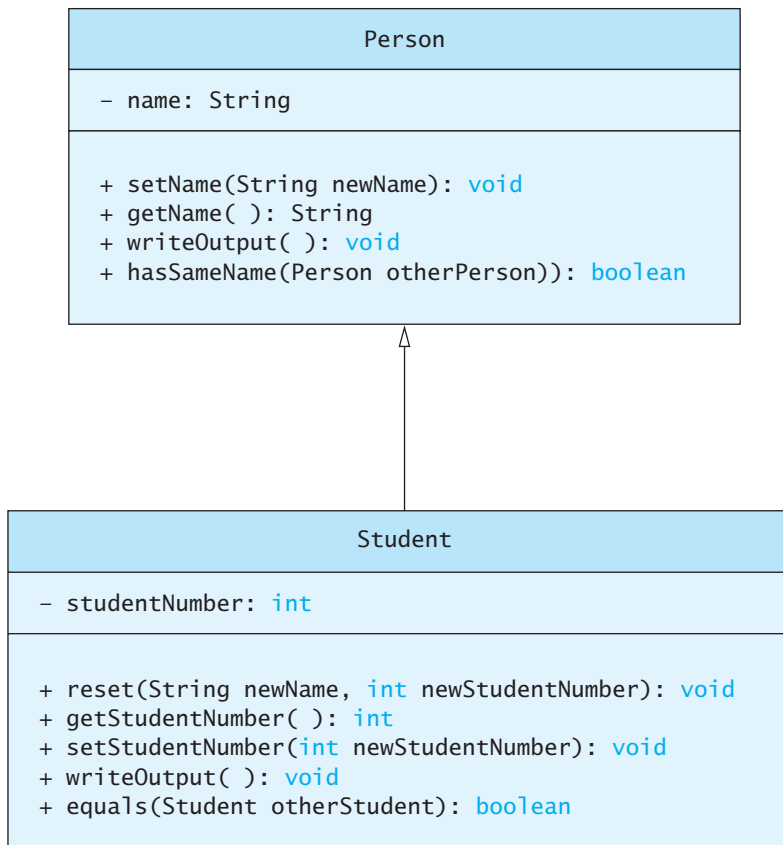 Person
– name: String
+ setName(String newName): void
+ getName( ): String
+ writeOutput( ): void
+ hasSameName(Person otherPerson)): boolean
Student
– studentNumber: int
+ reset(String newName, int newStudentNumber): void
+ getStudentNumber( ): int
+ setStudentNumber(int newStudentNumber): void
+ writeOutput( ): void
+ equals(Student otherStudent): boolean